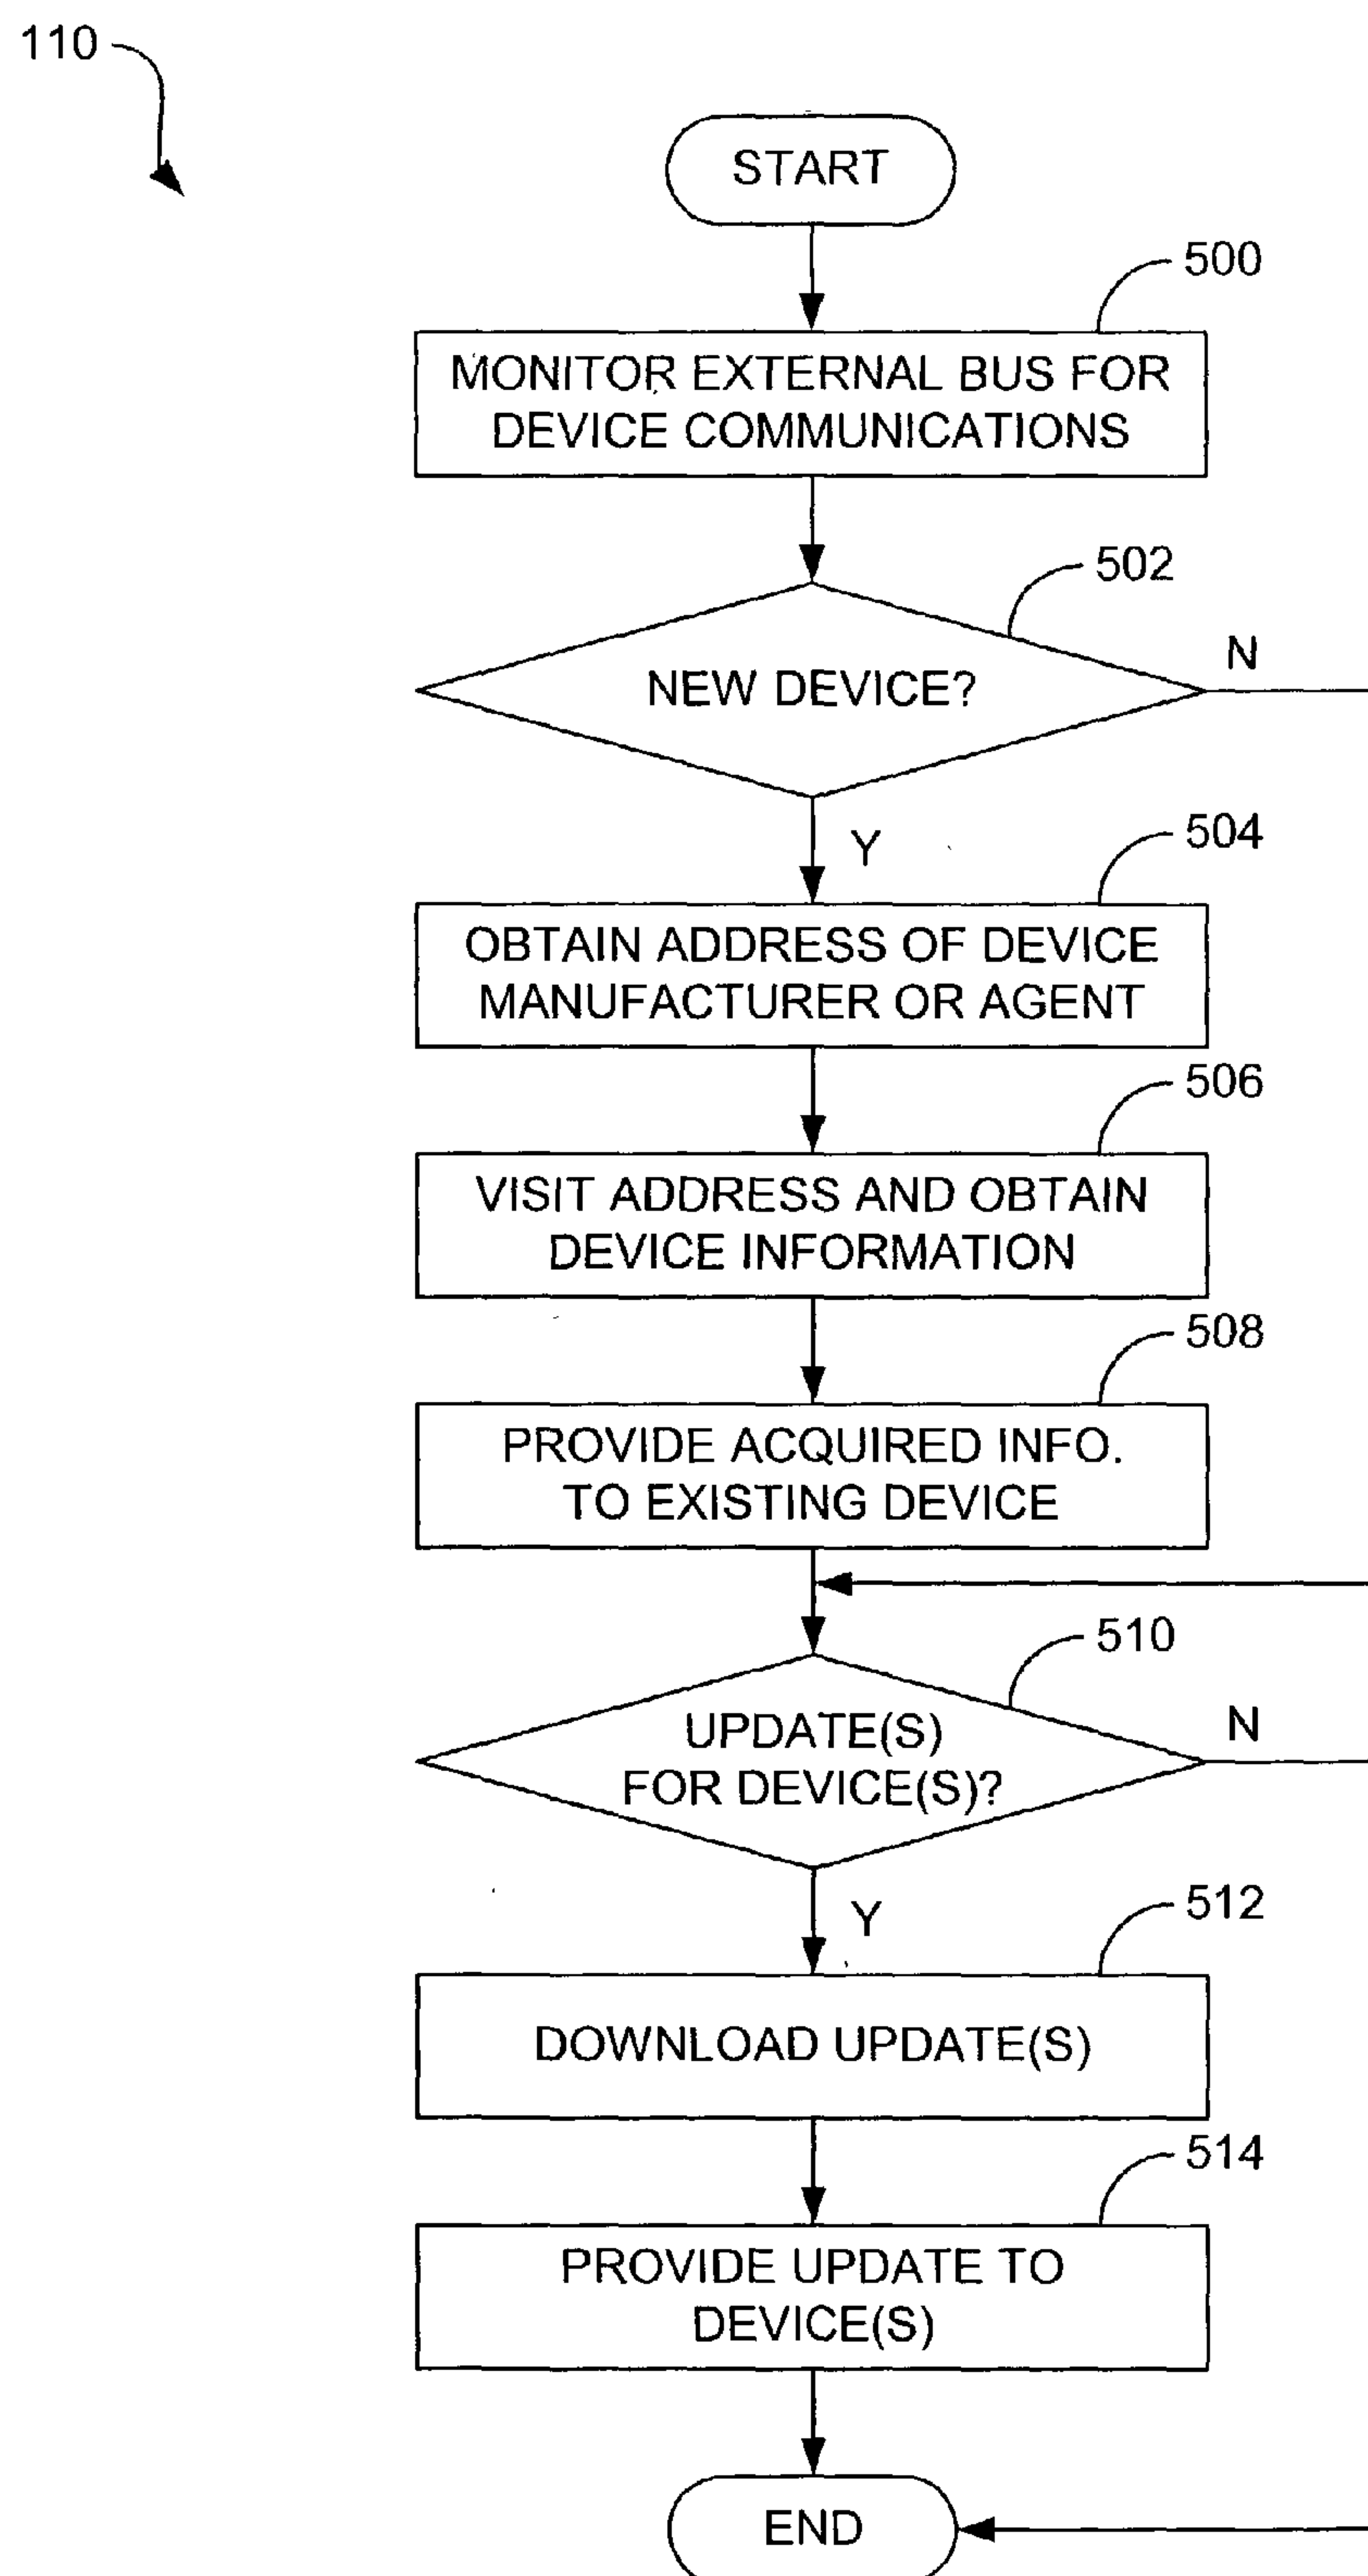 110
START
500
MONITOR EXTERNAL BUS FOR
DEVICE COMMUNICATIONS
502
NEW DEVICE?
N
Y
504
OBTAIN ADDRESS OF DEVICE
MANUFACTURER OR AGENT
506
VISIT ADDRESS AND OBTAIN
DEVICE INFORMATION
508
PROVIDE ACQUIRED INFO.
TO EXISTING DEVICE
510
UPDATE(S)
FOR DEVICE(S)?
N
Y
512
DOWNLOAD UPDATE(S)
514
PROVIDE UPDATE TO
DEVICE(S)
END